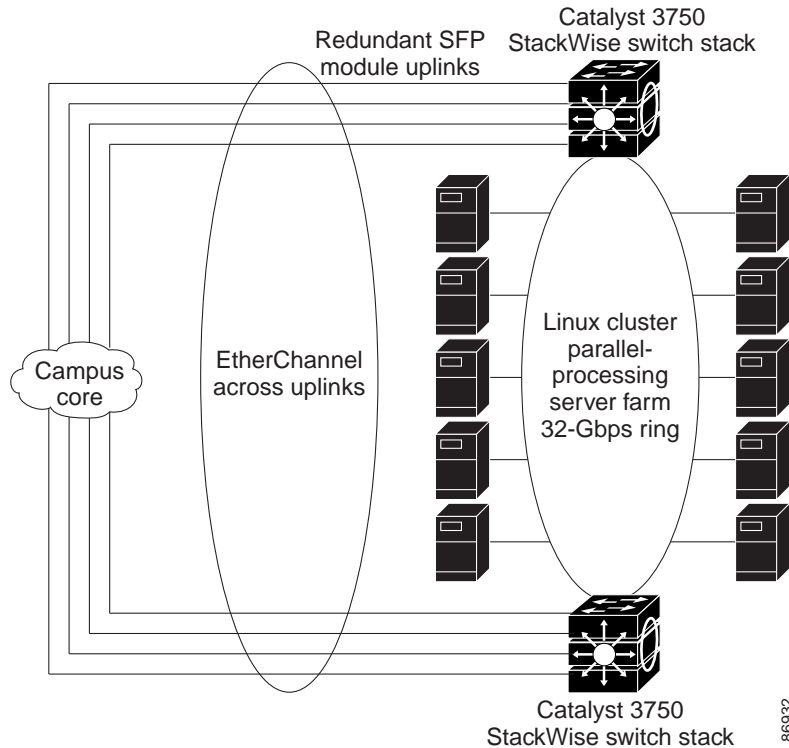 Catalyst 3750
StackWise switch stack
Redundant SFP
module uplinks
Campus
core
EtherChannel
across uplinks
Linux cluster
parallel-
processing
server farm
32-Gbps ring
Catalyst 3750
StackWise switch stack
86932